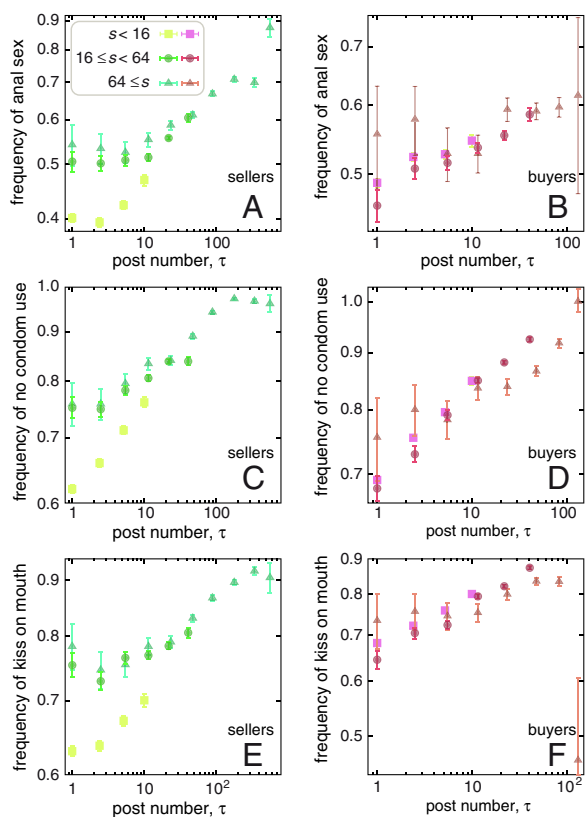 s < 16
16 ≤ s < 64
64 ≤ s
frequency of anal sex
0.9
0.8
0.7
0.6
0.5
0.4
1
10
100
sellers
A
post number, τ
frequency of anal sex
0.7
0.6
0.5
1
10
100
buyers
B
post number, τ
frequency of no condom use
1.0
0.9
0.8
0.7
0.6
1
10
100
sellers
C
post number, τ
frequency of no condom use
1.0
0.9
0.8
0.7
1
10
100
buyers
D
post number, τ
frequency of kiss on mouth
0.9
0.8
0.7
0.6
1
10
10²
sellers
E
post number, τ
frequency of kiss on mouth
0.9
0.8
0.7
0.6
0.5
1
10
10²
buyers
F
post number, τ